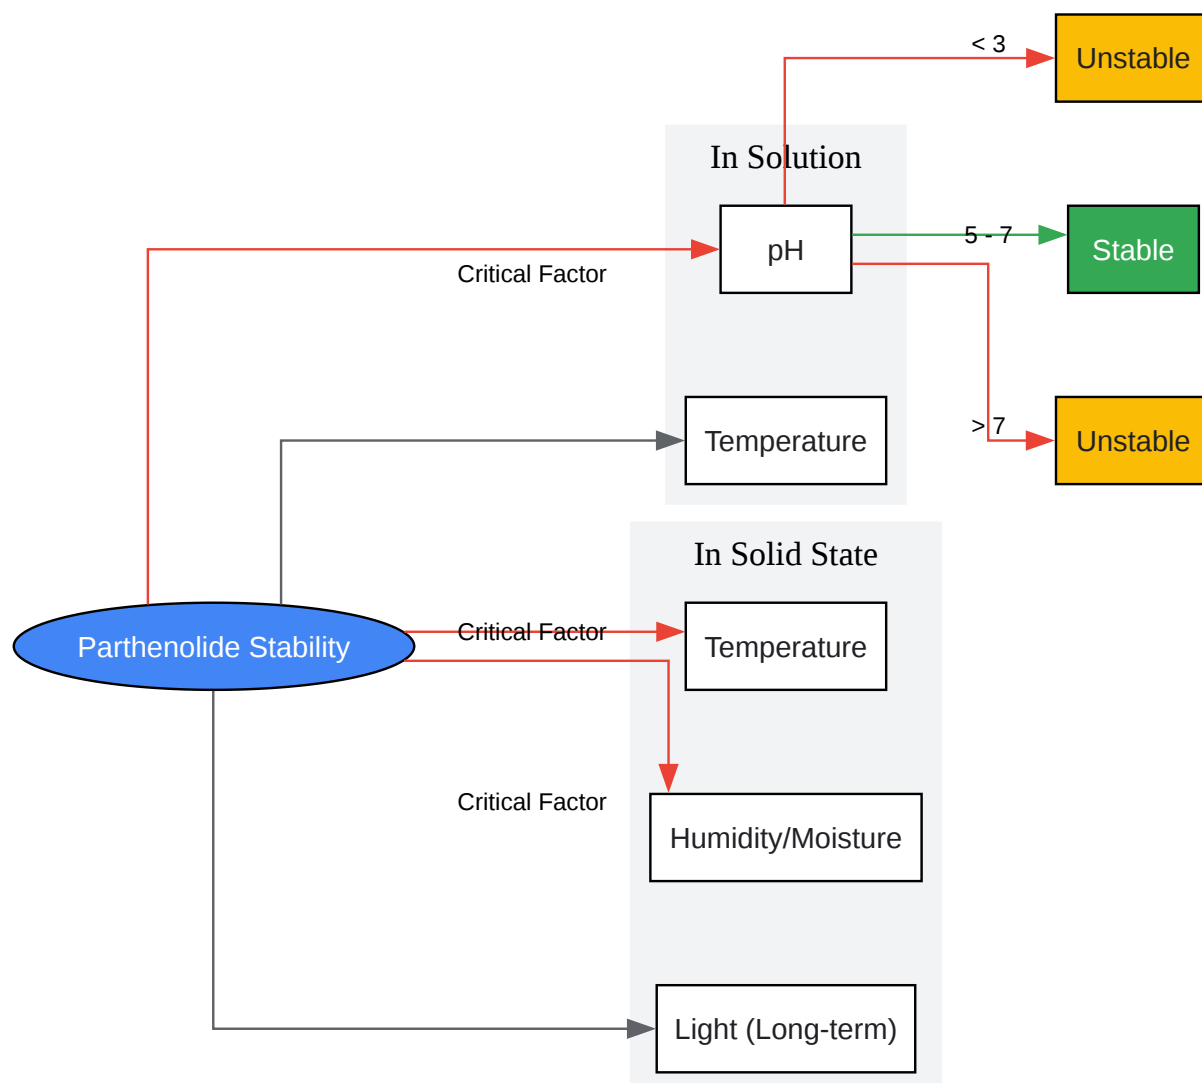 < 3
Unstable
In Solution
pH
5 - 7
Stable
Critical Factor
Temperature
> 7
Unstable
In Solid State
Parthenolide Stability
Critical Factor
Temperature
Critical Factor
Humidity/Moisture
Light (Long-term)